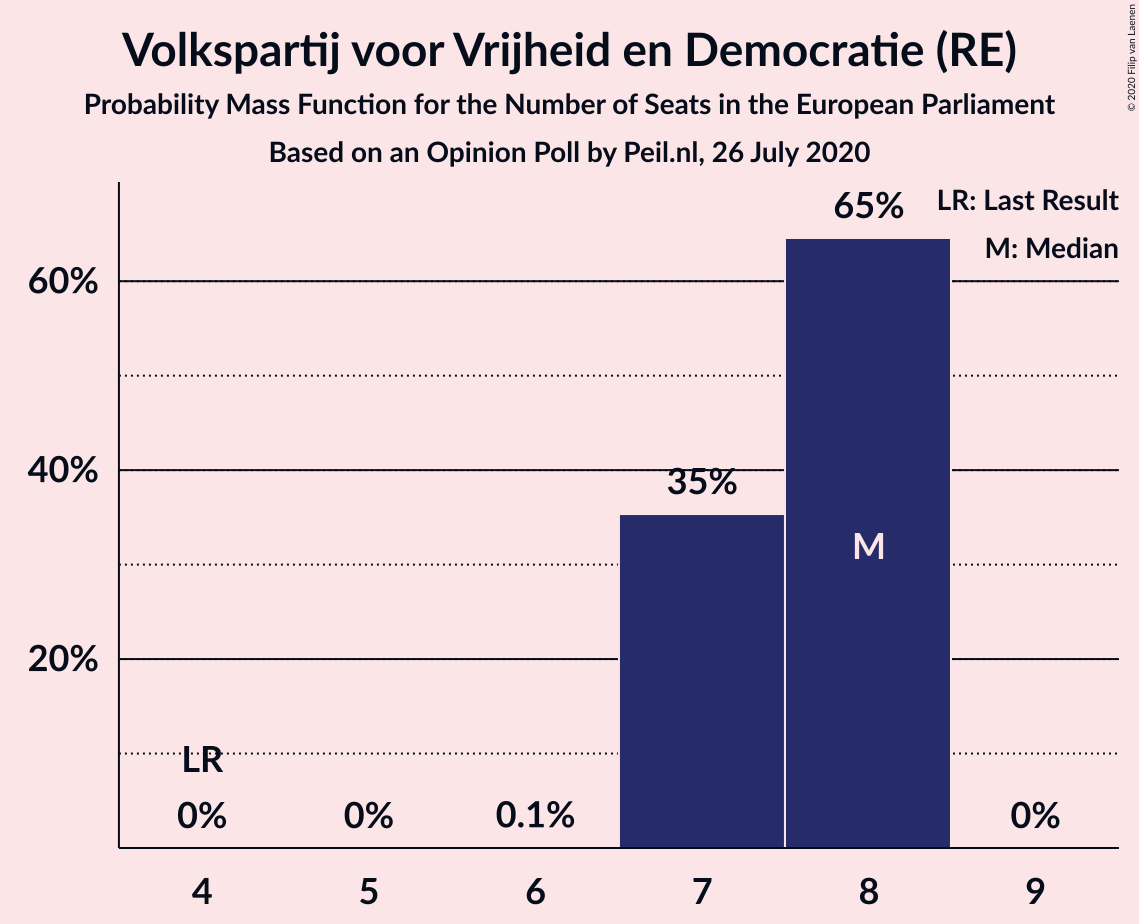 Volkspartij voor Vrijheid en Democratie (RE)
Probability Mass Function for the Number of Seats in the European Parliament
Based on an Opinion Poll by Peil.nl, 26 July 2020
© 2020 Filip van Laenen
LR: Last Result
M: Median
65%
60%
40%
35%
M
20%
LR
0%
0%
0.1%
0%
4
5
6
7
8
9